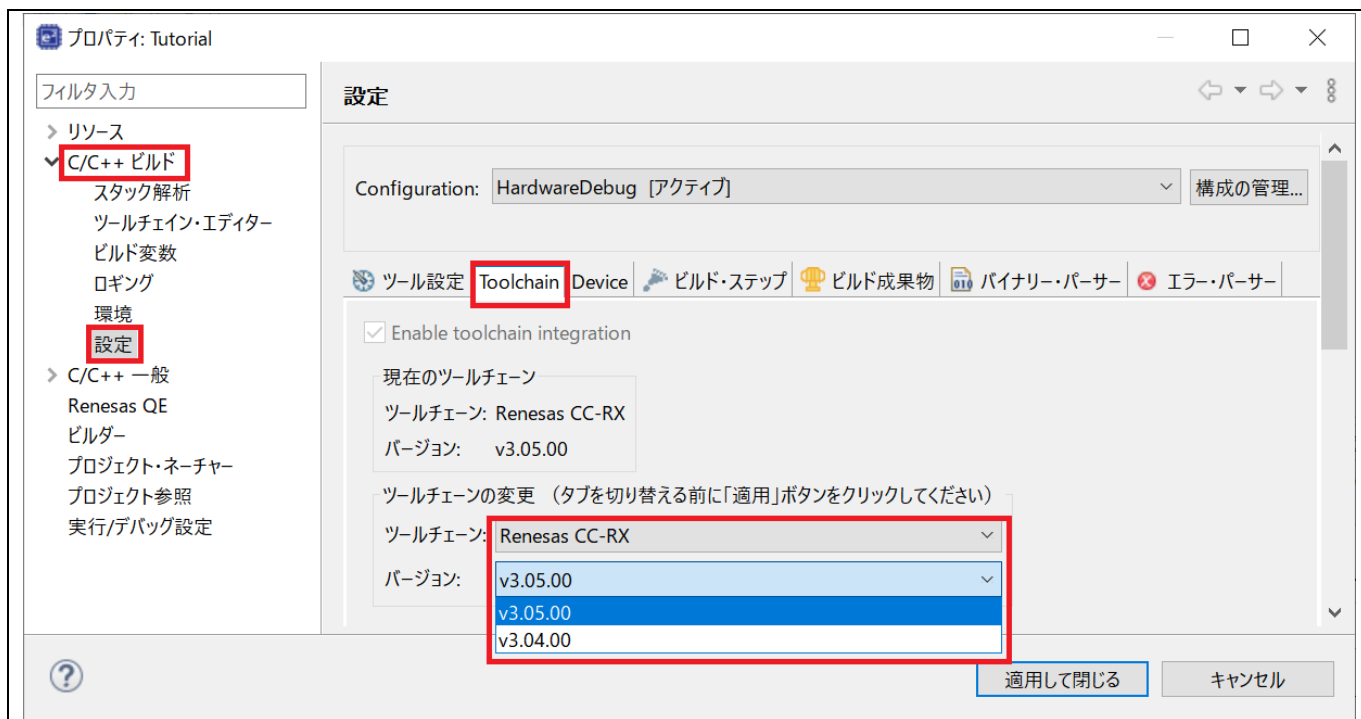 プロパティ: Tutorial
フィルタ入力
リソース
C/C++ ビルド
スタック解析
ツールチェイン・エディター
ビルド変数
ロギング
環境
設定
C/C++ 一般
Renesas QE
ビルダー
プロジェクト・ネーチャー
プロジェクト参照
実行/デバッグ設定
設定
Configuration: HardwareDebug [アクティブ] 構成の管理...
ツール設定 Toolchain Device ビルド・ステップ ビルド成果物 バイナリー・パーサー エラー・パーサー
Enable toolchain integration
現在のツールチェーン
ツールチェーン: Renesas CC-RX
バージョン: v3.05.00
ツールチェーンの変更 （タブを切り替える前に「適用」ボタンをクリックしてください）
ツールチェーン: Renesas CC-RX
バージョン: v3.05.00
v3.05.00
v3.04.00
適用して閉じる キャンセル